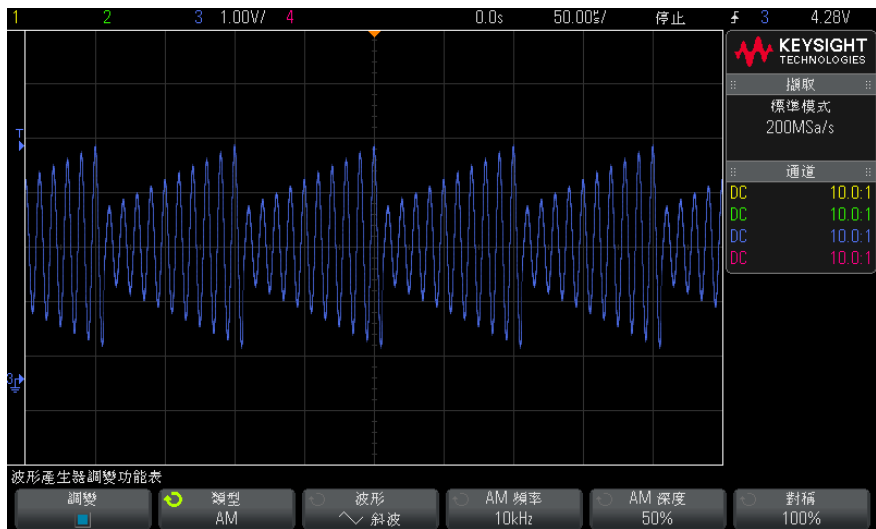 1 2 3 1.00V/ 4 0.0s 50.00㎲/ 停止 3 4.28V
KEYSIGHT
TECHNOLOGIES
擷取
標準模式
200MSa/s
通道
DC 10.0:1
DC 10.0:1
DC 10.0:1
DC 10.0:1
T
3
波形產生器調變功能表
調變
類型
AM
波形
斜波
AM 頻率
10kHz
AM 深度
50%
對稱
100%